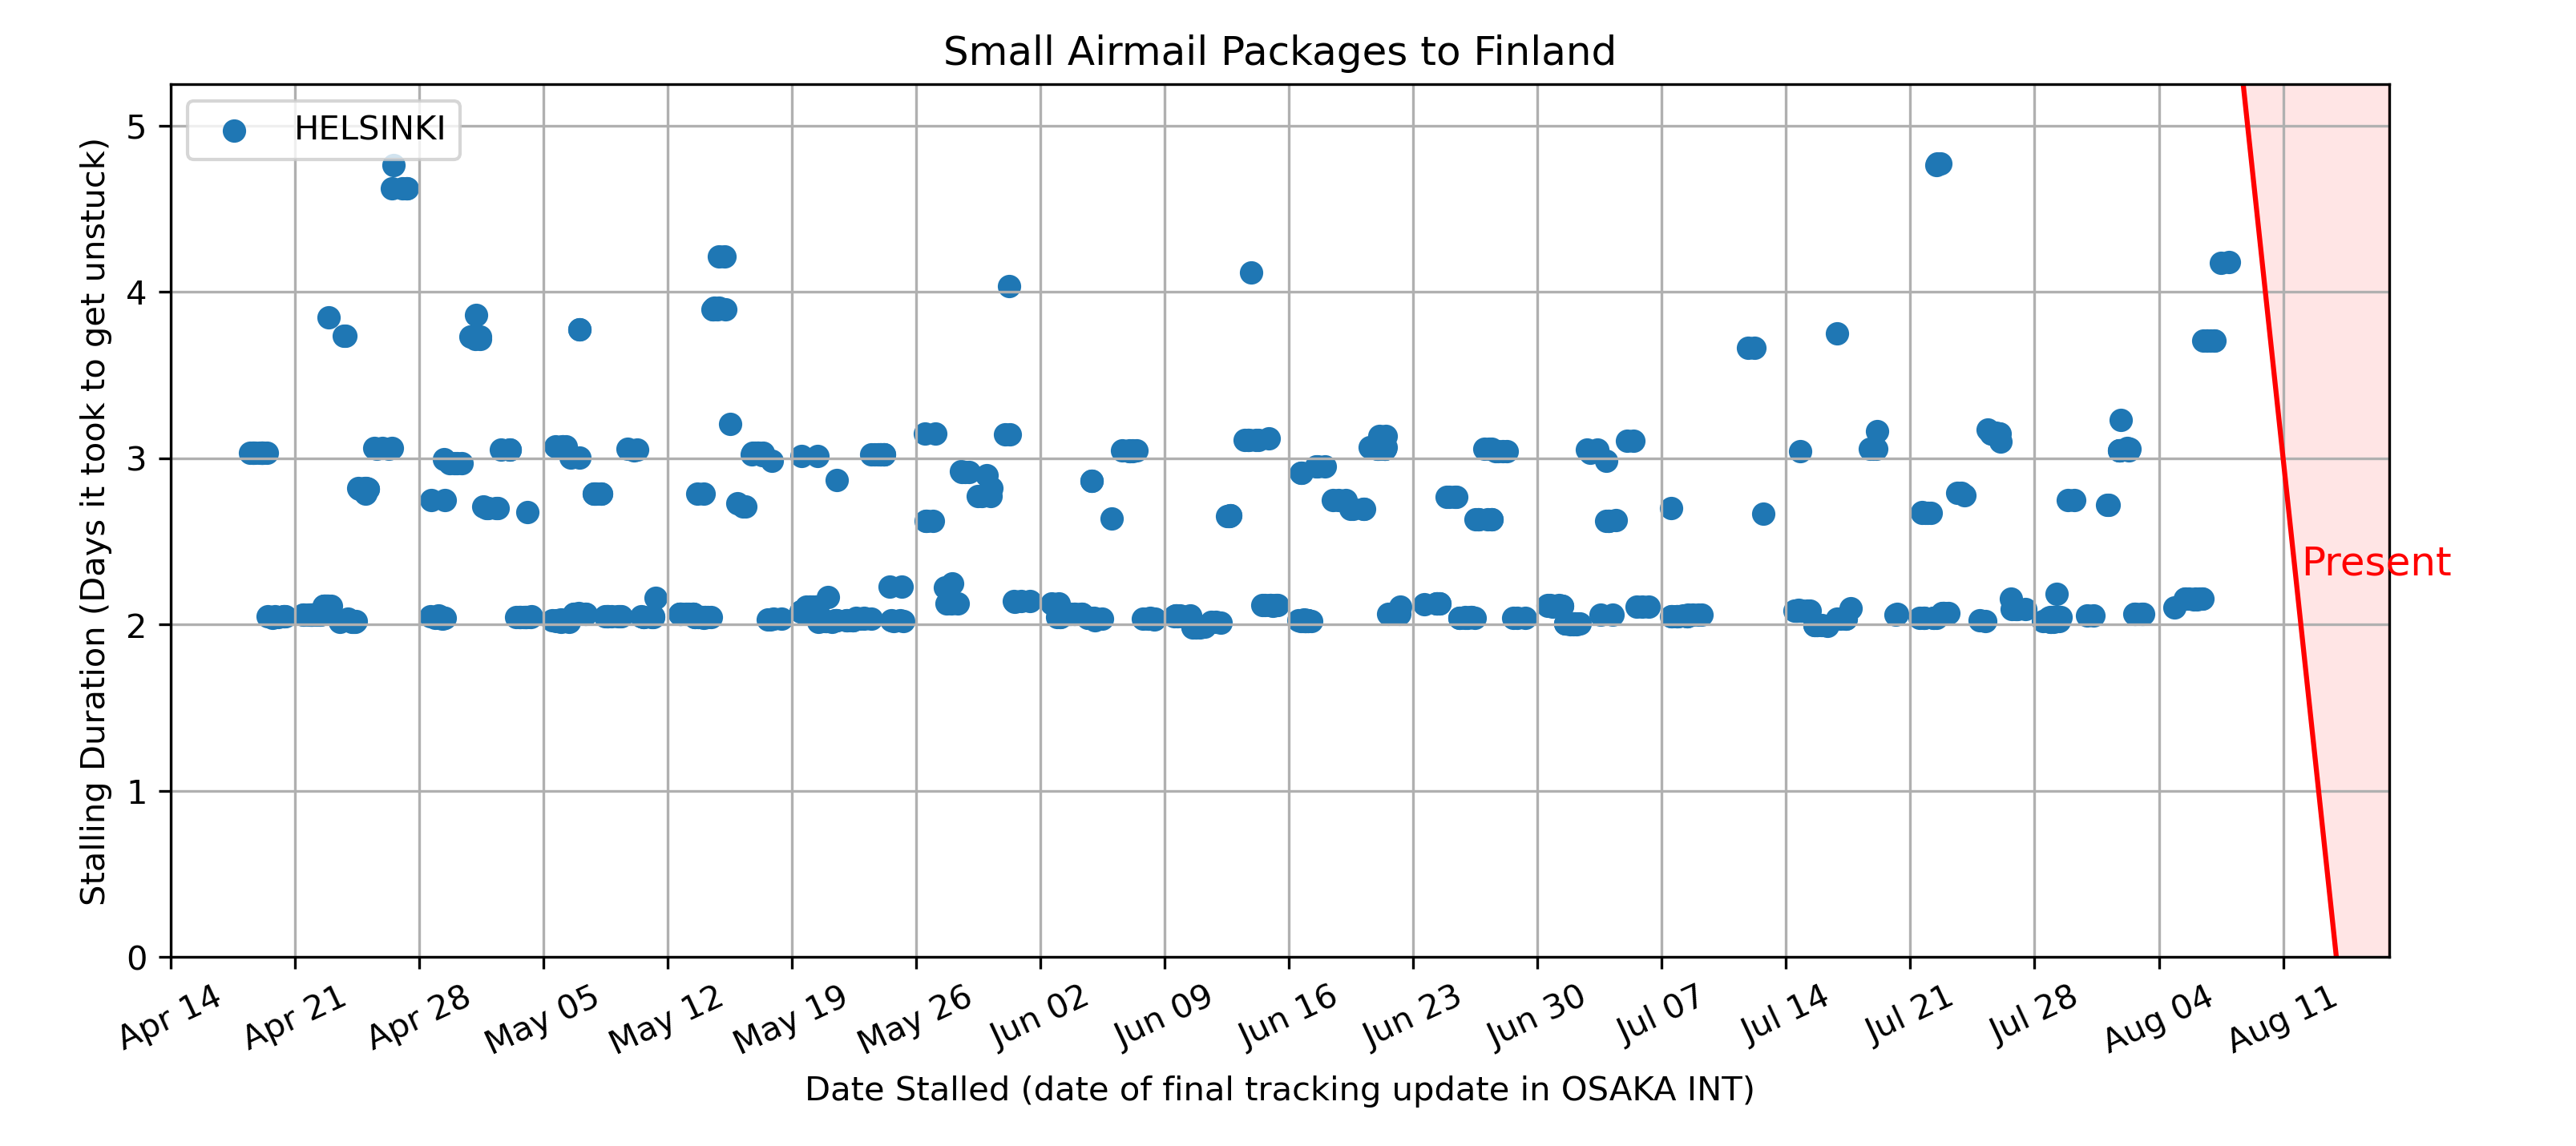 Small Airmail Packages to Finland
HELSINKI
Stalling Duration (Days it took to get unstuck)
5
4
3
2
1
0
Present
Apr 14
Apr 21
Apr 28
May 05
May 12
May 19
May 26
Jun 02
Jun 09
Jun 16
Jun 23
Jun 30
Jul 07
Jul 14
Jul 21
Jul 28
Aug 04
Aug 11
Date Stalled (date of final tracking update in OSAKA INT)